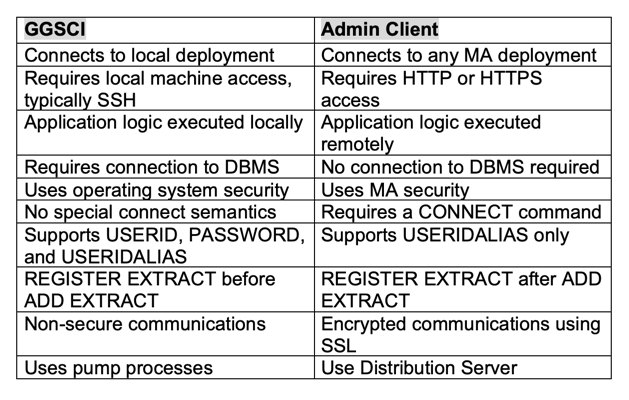 GGSCI Admin Client
Connects to local deployment Connects to any MA deployment
Requires local machine access, Requires HTTP or HTTPS
typically SSH access
Application logic executed locally Application logic executed
remotely
Requires connection to DBMS No connection to DBMS required
Uses operating system security Uses MA security
No special connect semantics Requires a CONNECT command
Supports USERID, PASSWORD, Supports USERIDALIAS only
and USERIDALIAS
REGISTER EXTRACT before REGISTER EXTRACT after ADD
ADD EXTRACT EXTRACT
Non-secure communications Encrypted communications using
SSL
Uses pump processes Use Distribution Server